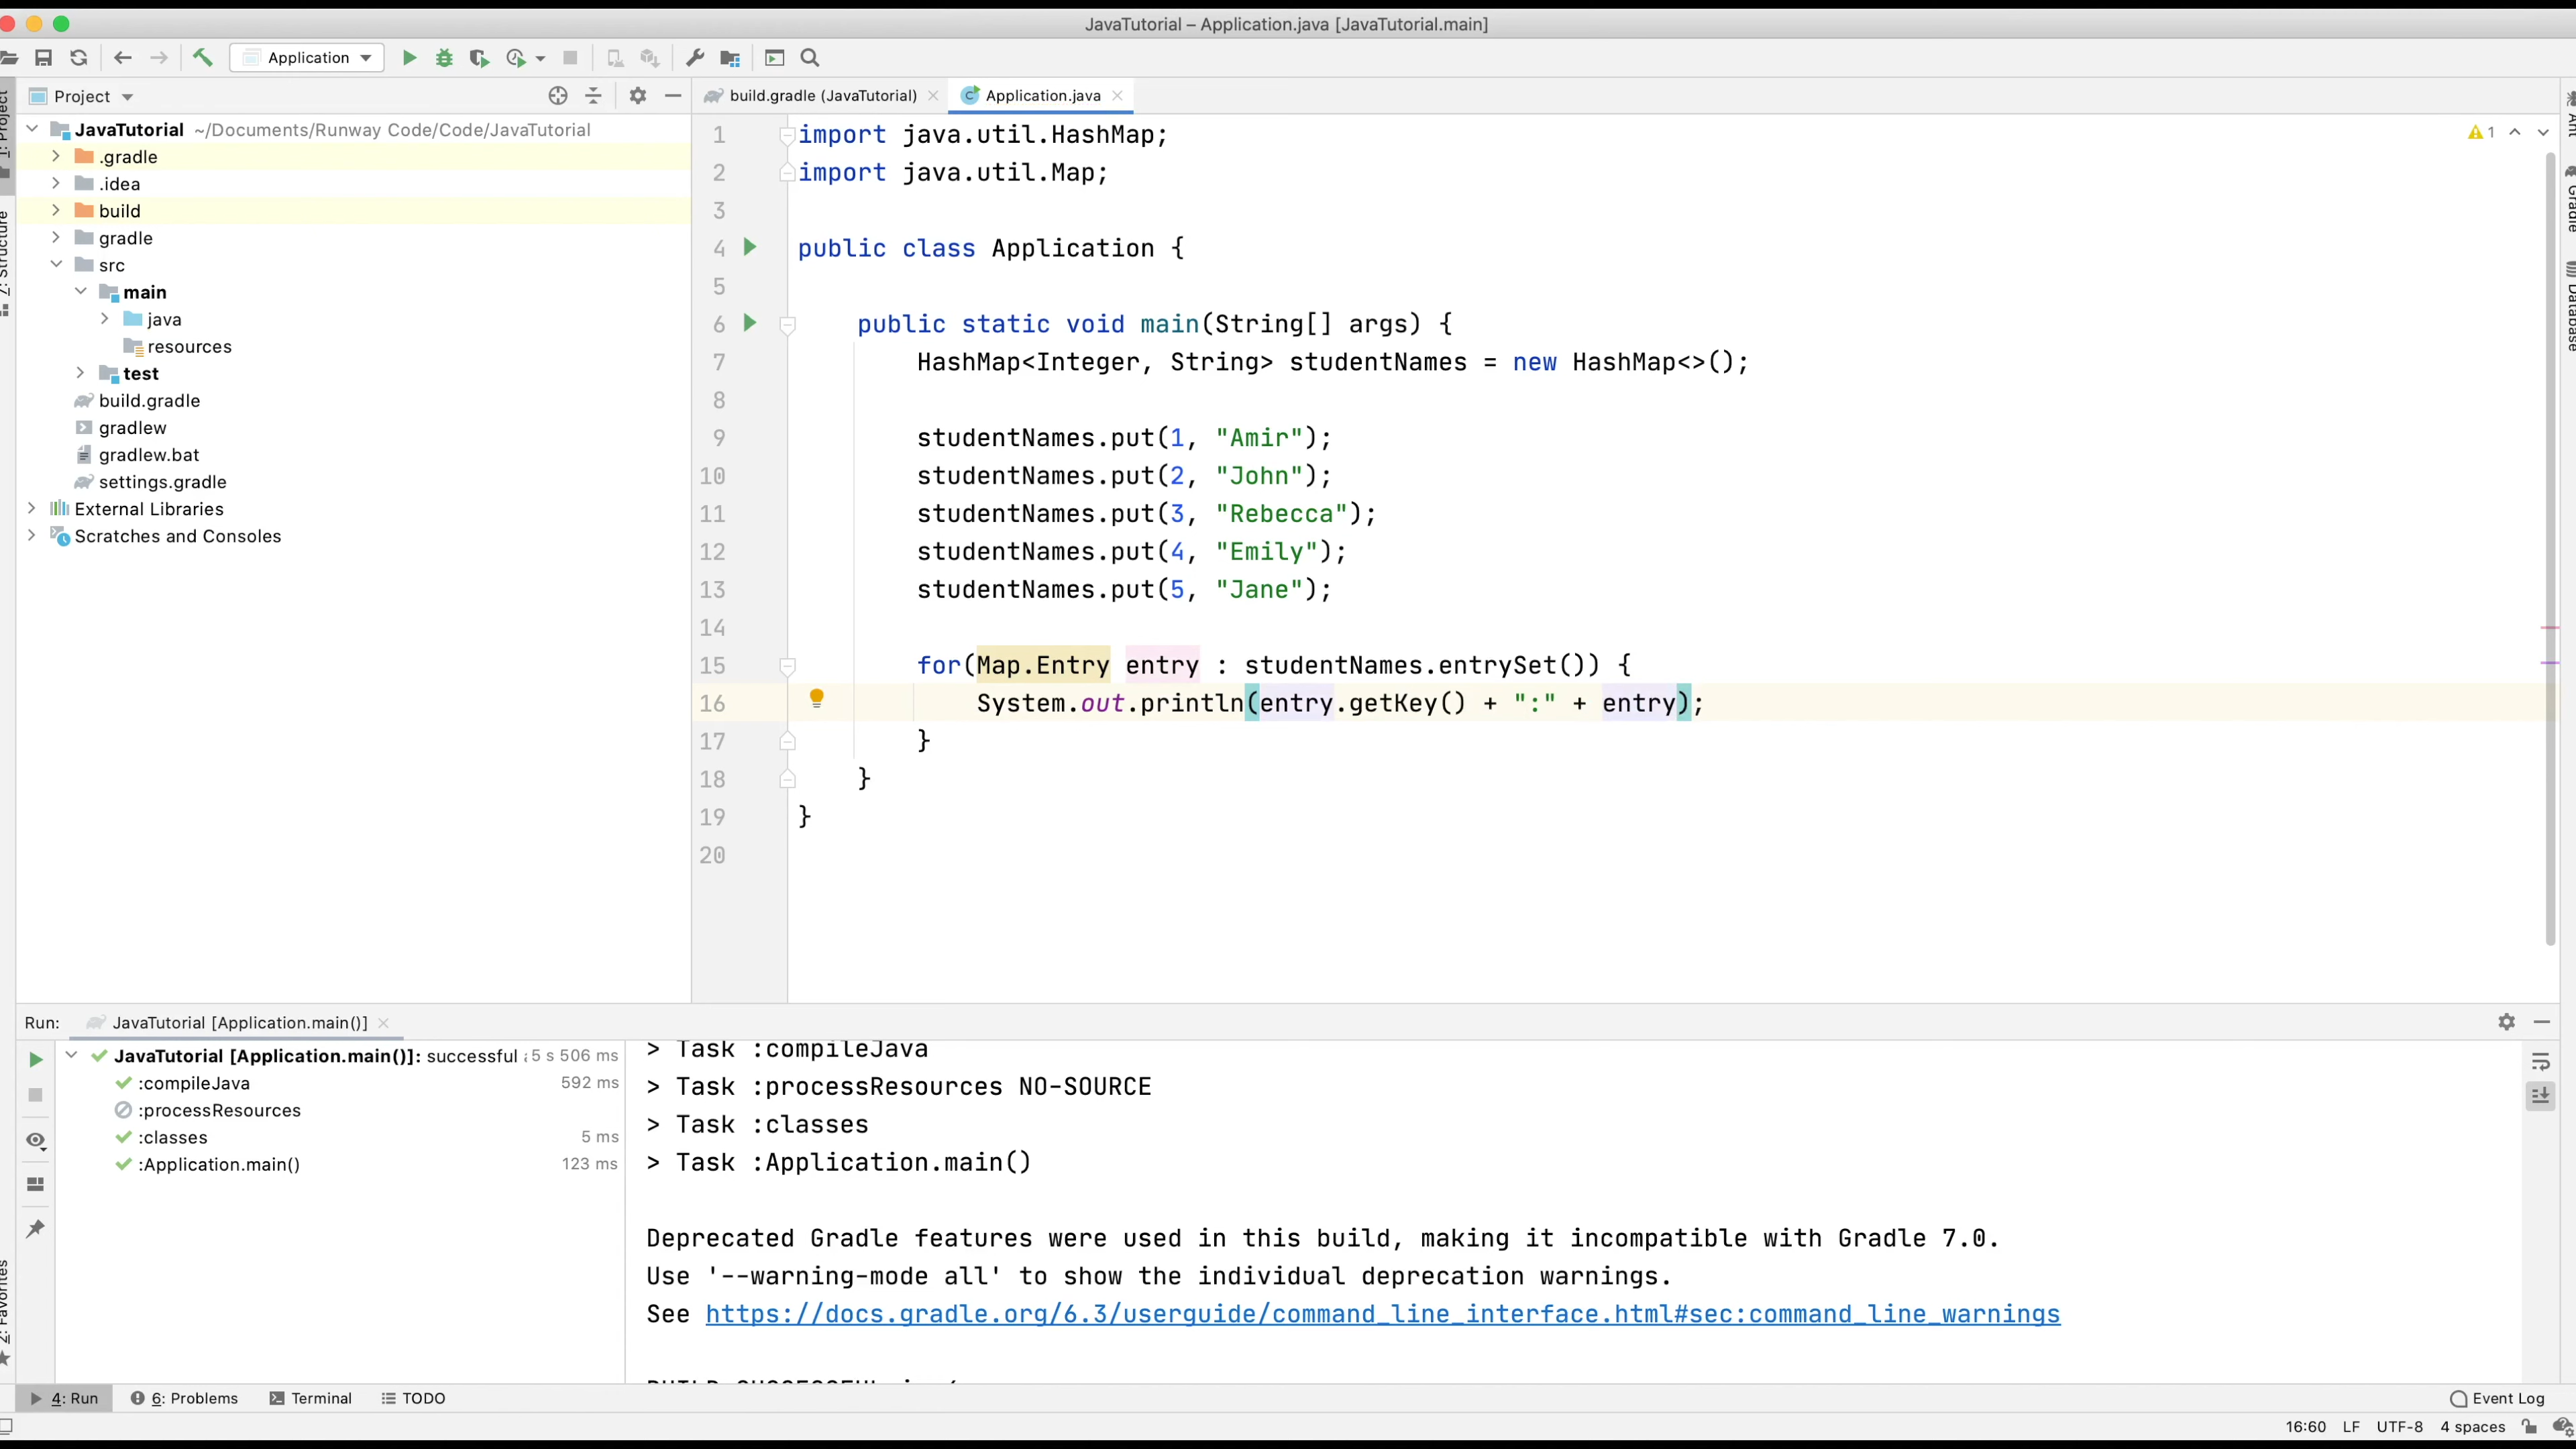 JavaTutorial – Application.java [JavaTutorial.main]
Application
1: Project
Project
build.gradle (JavaTutorial)
Application.java
JavaTutorial ~/Documents/Runway Code/Code/JavaTutorial
.gradle
.idea
build
gradle
src
main
java
resources
test
build.gradle
gradlew
gradlew.bat
settings.gradle
External Libraries
Scratches and Consoles
Z: Structure
1 import java.util.HashMap;
2 import java.util.Map;
3
4 public class Application {
5
6 public static void main(String[] args) {
7 HashMap<Integer, String> studentNames = new HashMap<>();
8
9 studentNames.put(1, "Amir");
10 studentNames.put(2, "John");
11 studentNames.put(3, "Rebecca");
12 studentNames.put(4, "Emily");
13 studentNames.put(5, "Jane");
14
15 for(Map.Entry entry : studentNames.entrySet()) {
16 System.out.println(entry.getKey() + ":" + entry);
17 }
18 }
19 }
20
1
Ant
Gradle
Database
Run: JavaTutorial [Application.main()]
JavaTutorial [Application.main()]: successful 5 s 506 ms
:compileJava 592 ms
:processResources
:classes 5 ms
:Application.main() 123 ms
> Task :compileJava
> Task :processResources NO-SOURCE
> Task :classes
> Task :Application.main()
Deprecated Gradle features were used in this build, making it incompatible with Gradle 7.0.
Use '--warning-mode all' to show the individual deprecation warnings.
See https://docs.gradle.org/6.3/userguide/command_line_interface.html#sec:command_line_warnings
2: Favorites
4: Run
6: Problems
Terminal
TODO
Event Log
16:60 LF UTF-8 4 spaces